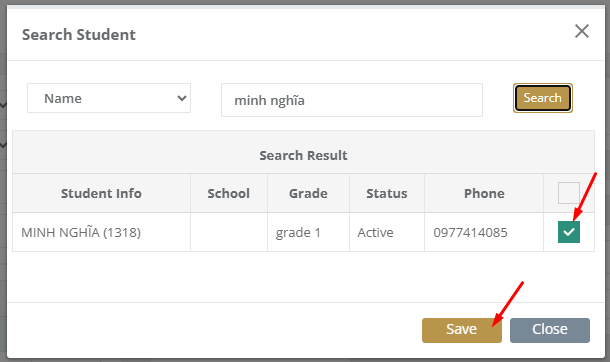 Search Student
Name minh nghĩa Search
Search Result
Student Info School Grade Status Phone
MINH NGHĨA (1318) grade 1 Active 0977414085
Save Close